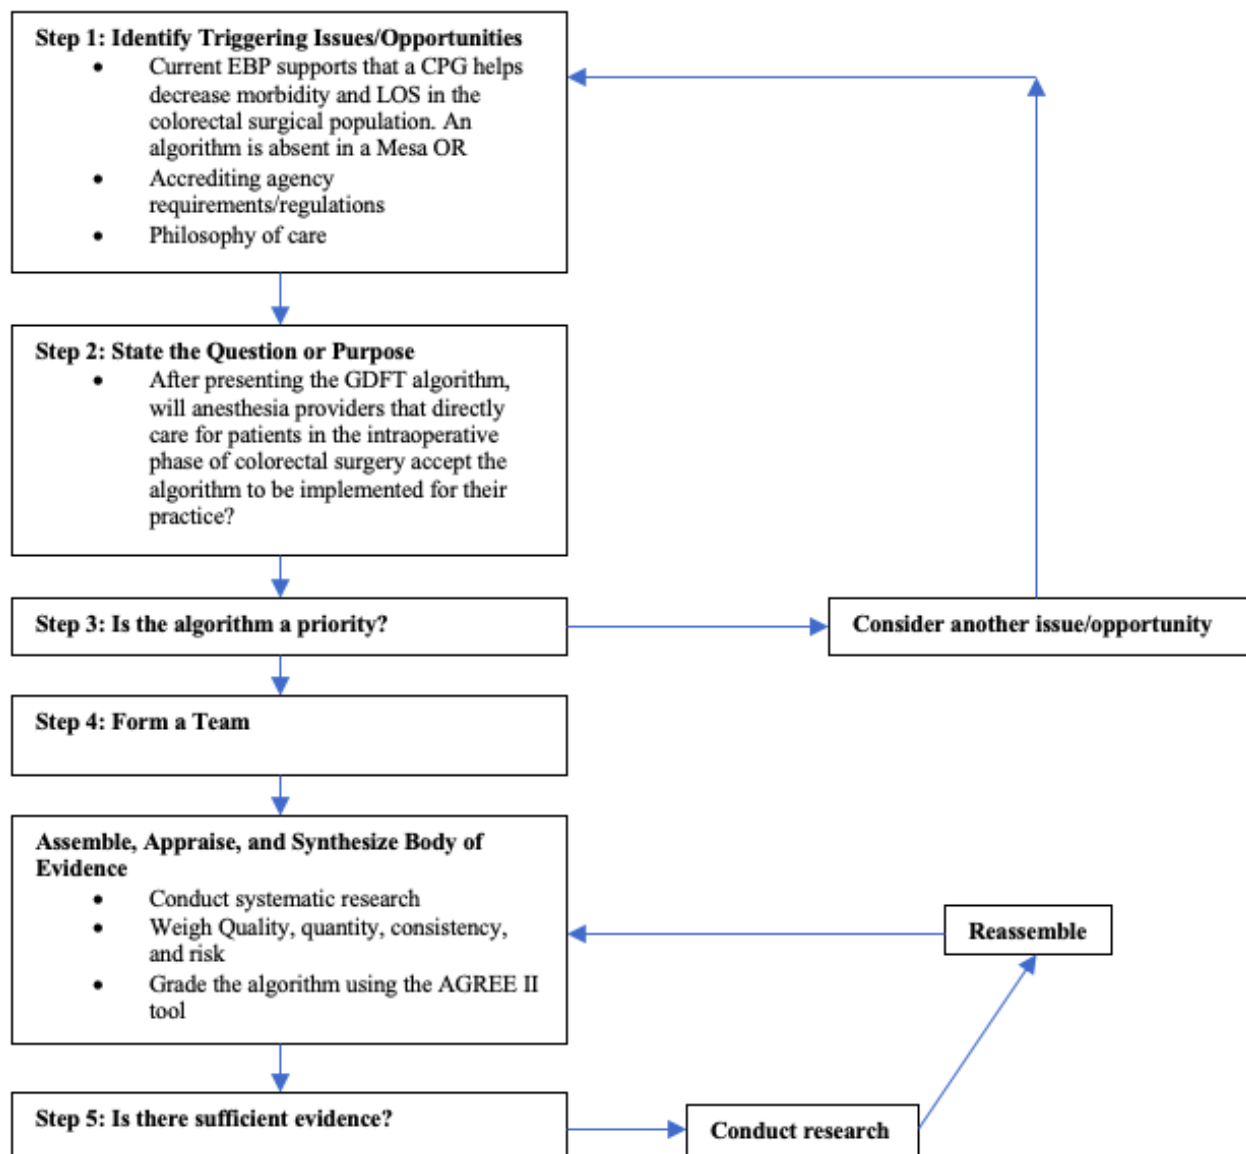 Step 1: Identify Triggering Issues/Opportunities
• Current EBP supports that a CPG helps
decrease morbidity and LOS in the
colorectal surgical population. An
algorithm is absent in a Mesa OR
• Accrediting agency
requirements/regulations
• Philosophy of care
Step 2: State the Question or Purpose
• After presenting the GDFT algorithm,
will anesthesia providers that directly
care for patients in the intraoperative
phase of colorectal surgery accept the
algorithm to be implemented for their
practice?
Step 3: Is the algorithm a priority?
Consider another issue/opportunity
Step 4: Form a Team
Assemble, Appraise, and Synthesize Body of
Evidence
• Conduct systematic research
• Weigh Quality, quantity, consistency,
and risk
• Grade the algorithm using the AGREE II
tool
Reassemble
Step 5: Is there sufficient evidence?
Conduct research